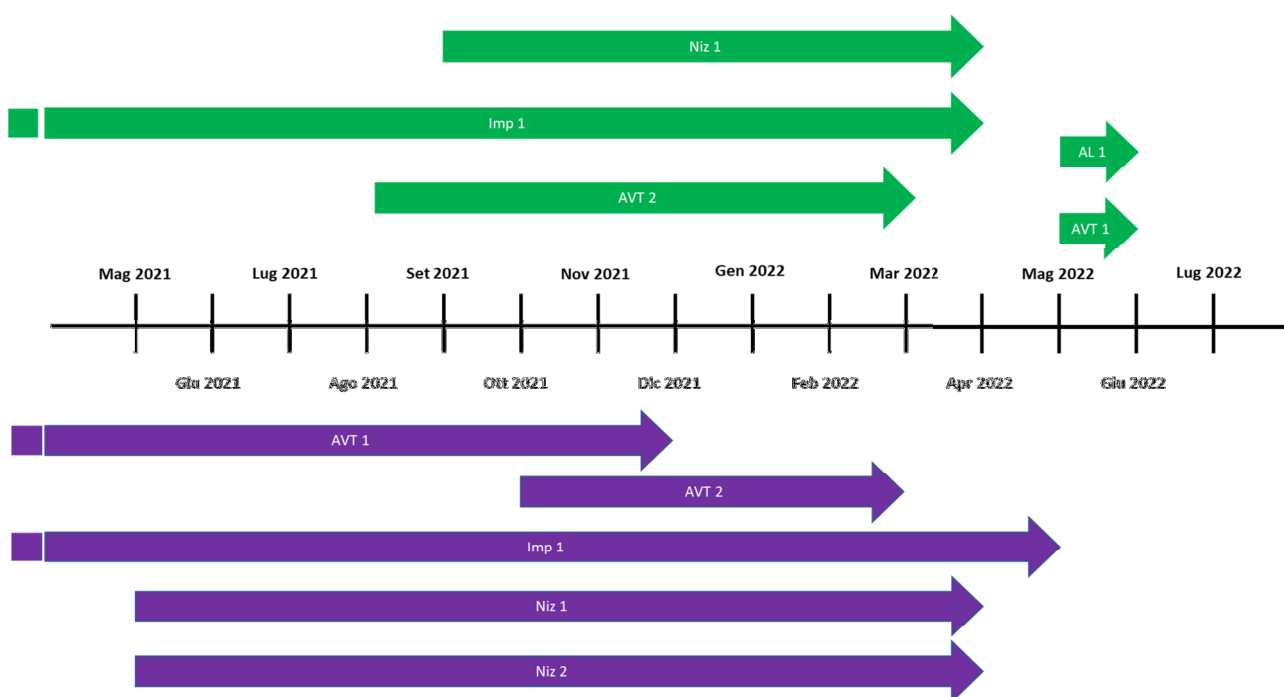 Niz 1
Imp 1
AL 1
AVT 2
AVT 1
Mag 2021
Lug 2021
Set 2021
Nov 2021
Gen 2022
Mar 2022
Mag 2022
Lug 2022
Giu 2021
Ago 2021
Ott 2021
Dic 2021
Feb 2022
Apr 2022
Giu 2022
AVT 1
AVT 2
Imp 1
Niz 1
Niz 2